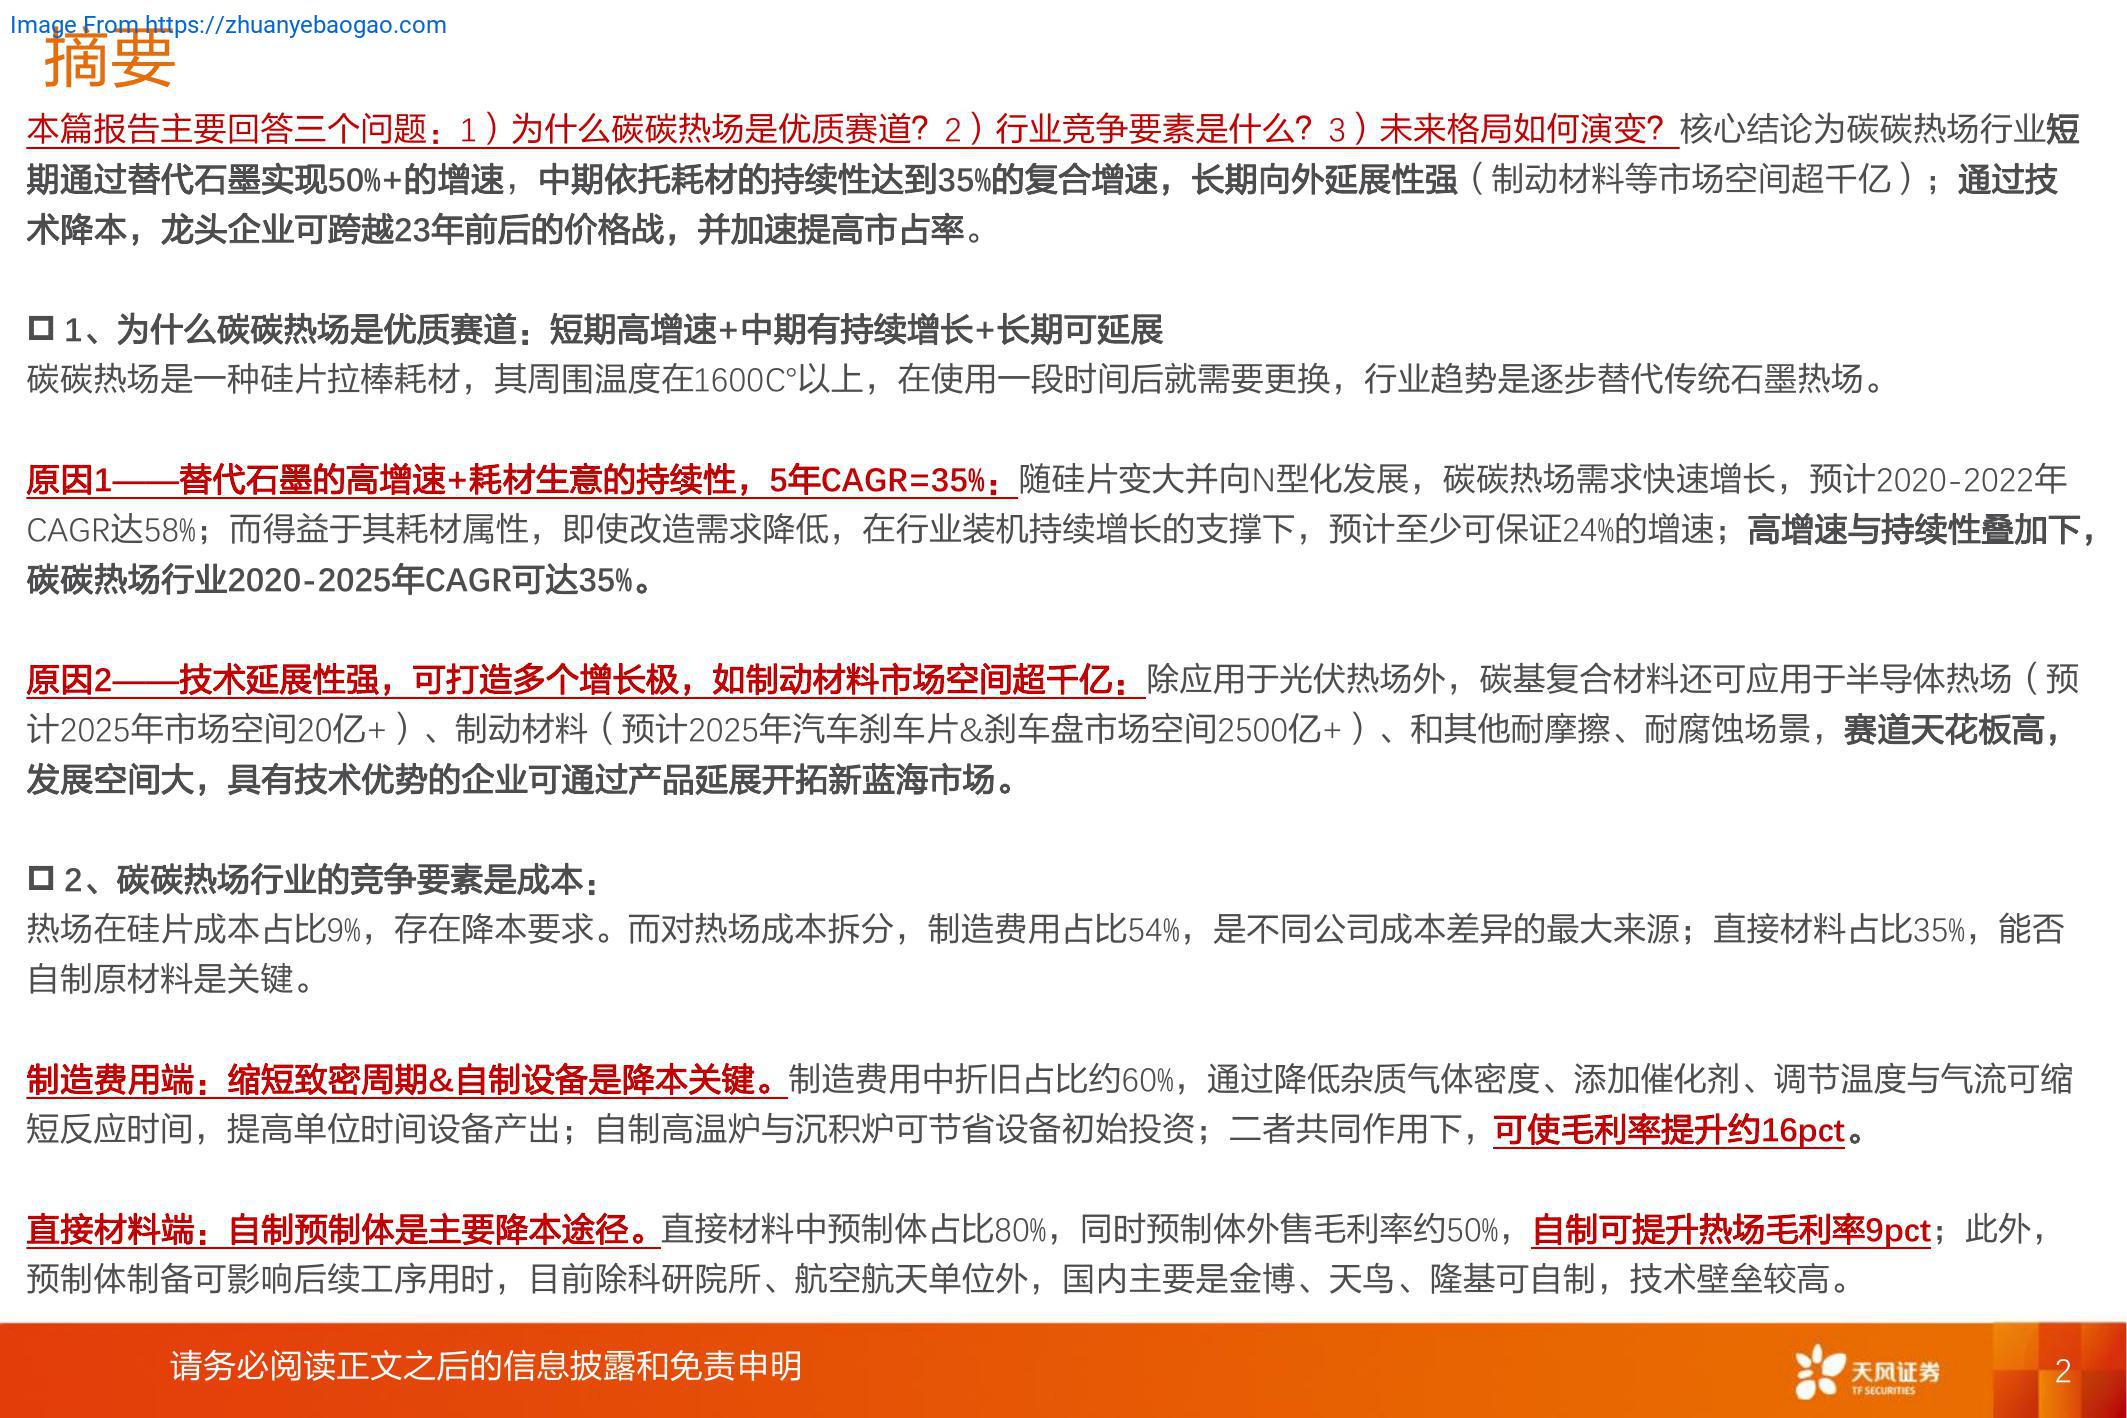 Image From https://zhuanyebaogao.com
摘要
本篇报告主要回答三个问题：1）为什么碳碳热场是优质赛道？2）行业竞争要素是什么？3）未来格局如何演变？核心结论为碳碳热场行业短
期通过替代石墨实现50%+的增速，中期依托耗材的持续性达到35%的复合增速，长期向外延展性强（制动材料等市场空间超千亿）；通过技
术降本，龙头企业可跨越23年前后的价格战，并加速提高市占率。
1、为什么碳碳热场是优质赛道：短期高增速+中期有持续增长+长期可延展
碳碳热场是一种硅片拉棒耗材，其周围温度在1600C°以上，在使用一段时间后就需要更换，行业趋势是逐步替代传统石墨热场。
原因1——替代石墨的高增速+耗材生意的持续性，5年CAGR=35%：随硅片变大并向N型化发展，碳碳热场需求快速增长，预计2020-2022年
CAGR达58%；而得益于其耗材属性，即使改造需求降低，在行业装机持续增长的支撑下，预计至少可保证24%的增速；高增速与持续性叠加下，
碳碳热场行业2020-2025年CAGR可达35%。
原因2——技术延展性强，可打造多个增长极，如制动材料市场空间超千亿：除应用于光伏热场外，碳基复合材料还可应用于半导体热场（预
计2025年市场空间20亿+）、制动材料（预计2025年汽车刹车片&刹车盘市场空间2500亿+）、和其他耐摩擦、耐腐蚀场景，赛道天花板高，
发展空间大，具有技术优势的企业可通过产品延展开拓新蓝海市场。
2、碳碳热场行业的竞争要素是成本：
热场在硅片成本占比9%，存在降本要求。而对热场成本拆分，制造费用占比54%，是不同公司成本差异的最大来源；直接材料占比35%，能否
自制原材料是关键。
制造费用端：缩短致密周期&自制设备是降本关键。制造费用中折旧占比约60%，通过降低杂质气体密度、添加催化剂、调节温度与气流可缩
短反应时间，提高单位时间设备产出；自制高温炉与沉积炉可节省设备初始投资；二者共同作用下，可使毛利率提升约16pct。
直接材料端：自制预制体是主要降本途径。直接材料中预制体占比80%，同时预制体外售毛利率约50%，自制可提升热场毛利率9pct；此外，
预制体制备可影响后续工序用时，目前除科研院所、航空航天单位外，国内主要是金博、天鸟、隆基可自制，技术壁垒较高。
请务必阅读正文之后的信息披露和免责申明
天风证券
TF SECURITIES
2